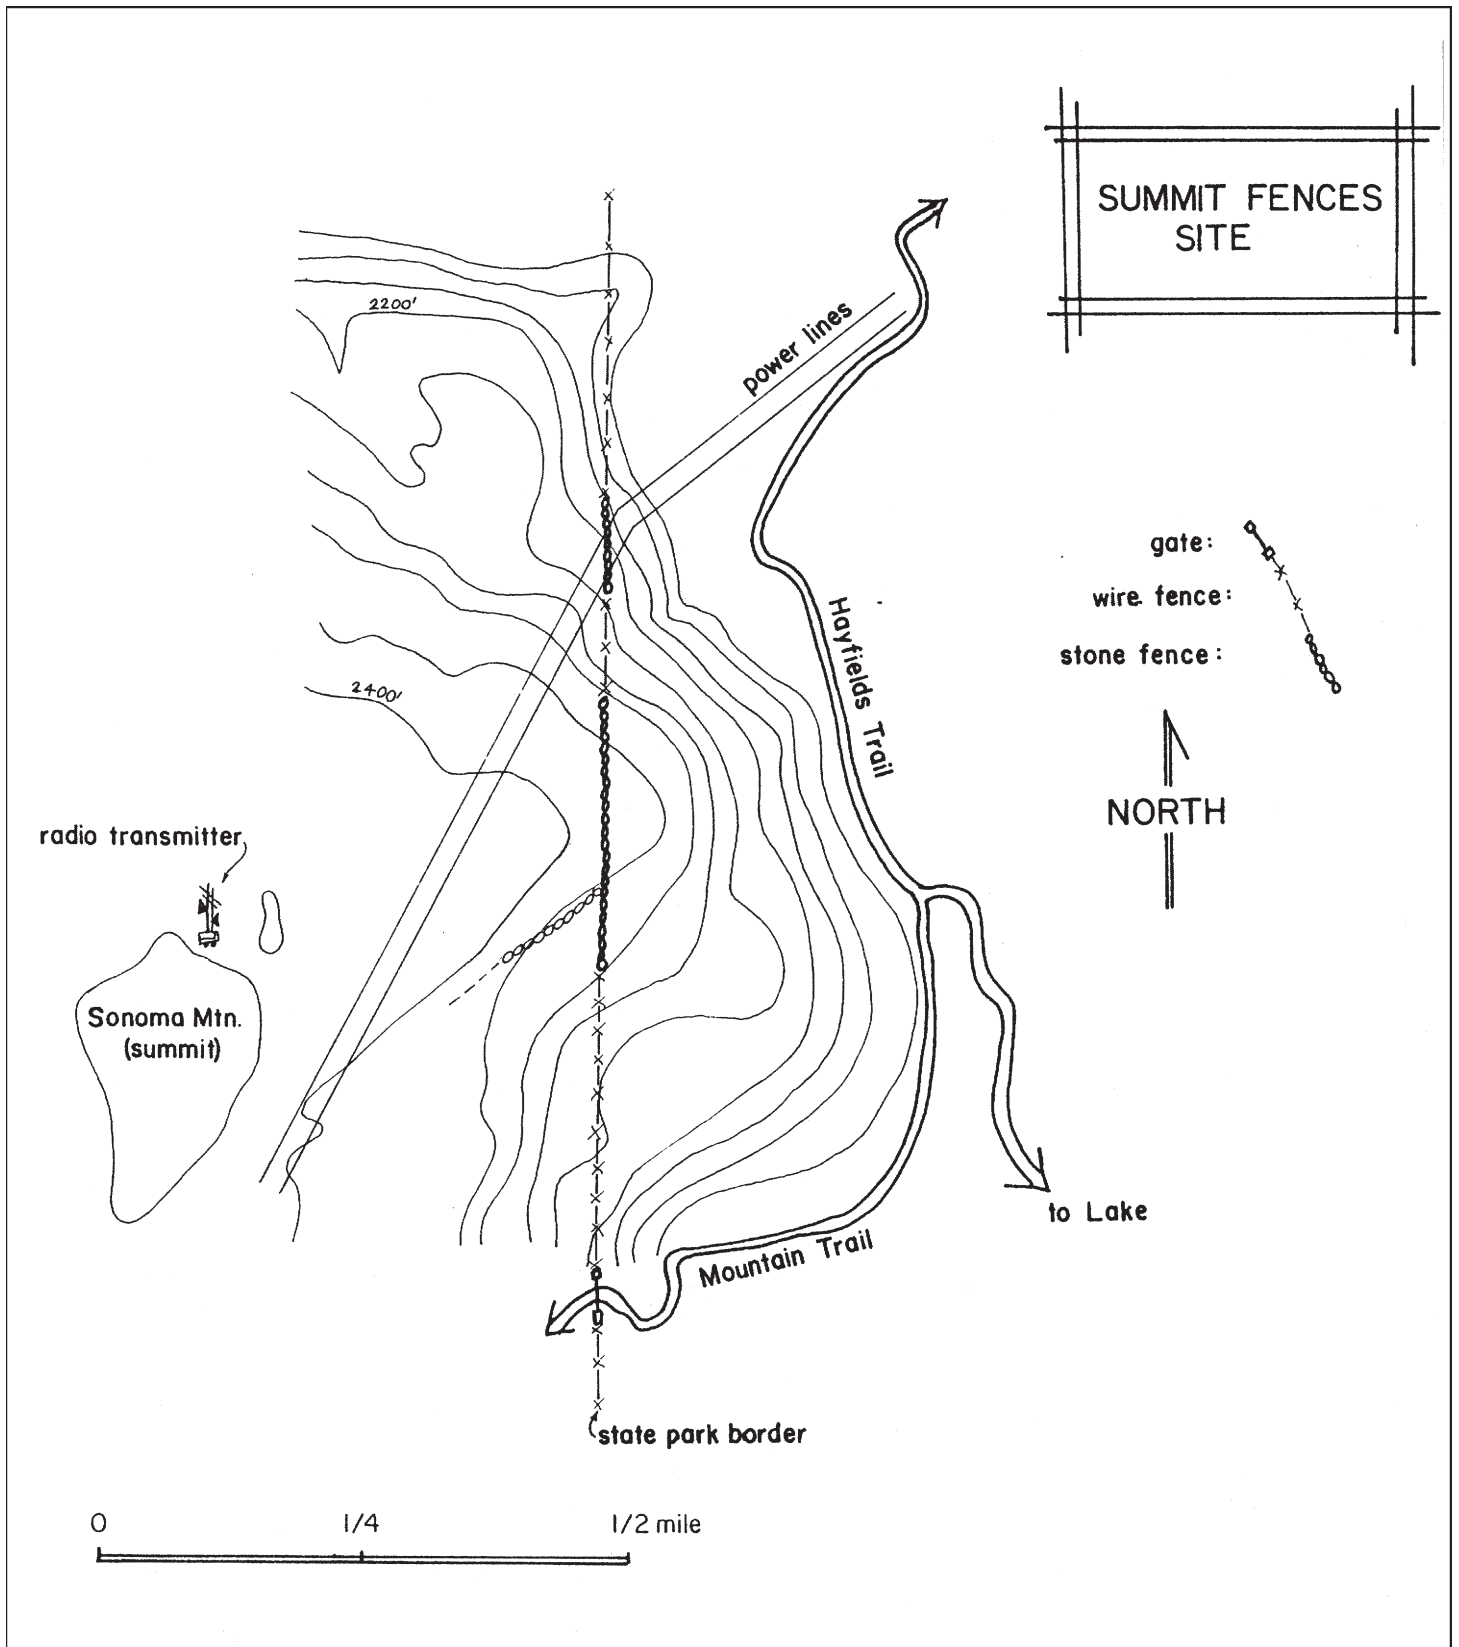 SUMMIT FENCES
SITE
2200'
power lines
gate:
wire fence:
stone fence:
Hayfields Trail
2400'
NORTH
radio transmitter
Sonoma Mtn.
(summit)
to Lake
Mountain Trail
state park border
0 1/4 1/2 mile